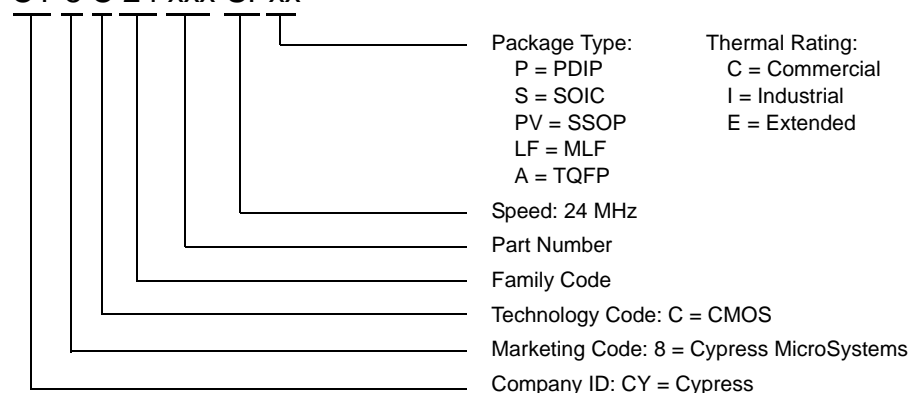 Package Type: Thermal Rating:
P = PDIP C = Commercial
S = SOIC I = Industrial
PV = SSOP E = Extended
LF = MLF
A = TQFP
Speed: 24 MHz
Part Number
Family Code
Technology Code: C = CMOS
Marketing Code: 8 = Cypress MicroSystems
Company ID: CY = Cypress